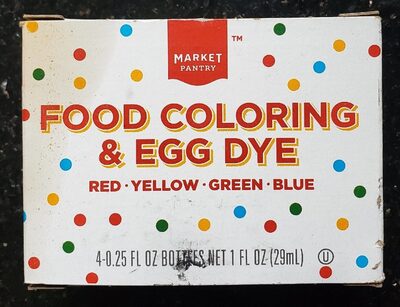 MARKET
PANTRY
™
FOOD COLORING
& EGG DYE
RED · YELLOW · GREEN · BLUE
4-0.25 FL OZ BOTTLES NET 1 FL OZ (29mL) U